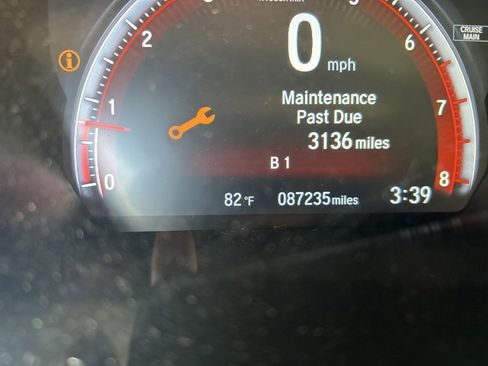 5
2
6
0
CRUISE
MAIN
mph
1
Maintenance
7
Past Due
3136 miles
B 1
0
8
82 °F 087235 miles 3:39